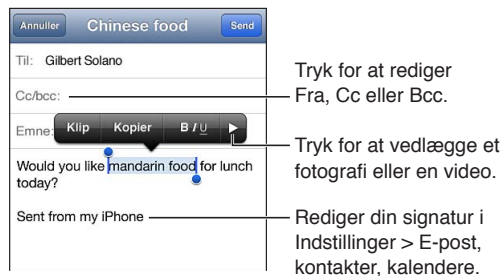 Annuller Chinese food Send
Til: Gilbert Solano
Cc/bcc:
Emne:
Klip Kopier B I U
Would you like mandarin food for lunch
today?
Sent from my iPhone
Tryk for at rediger
Fra, Cc eller Bcc.
Tryk for at vedlægge et
fotografi eller en video.
Rediger din signatur i
Indstillinger > E-post,
kontakter, kalendere.